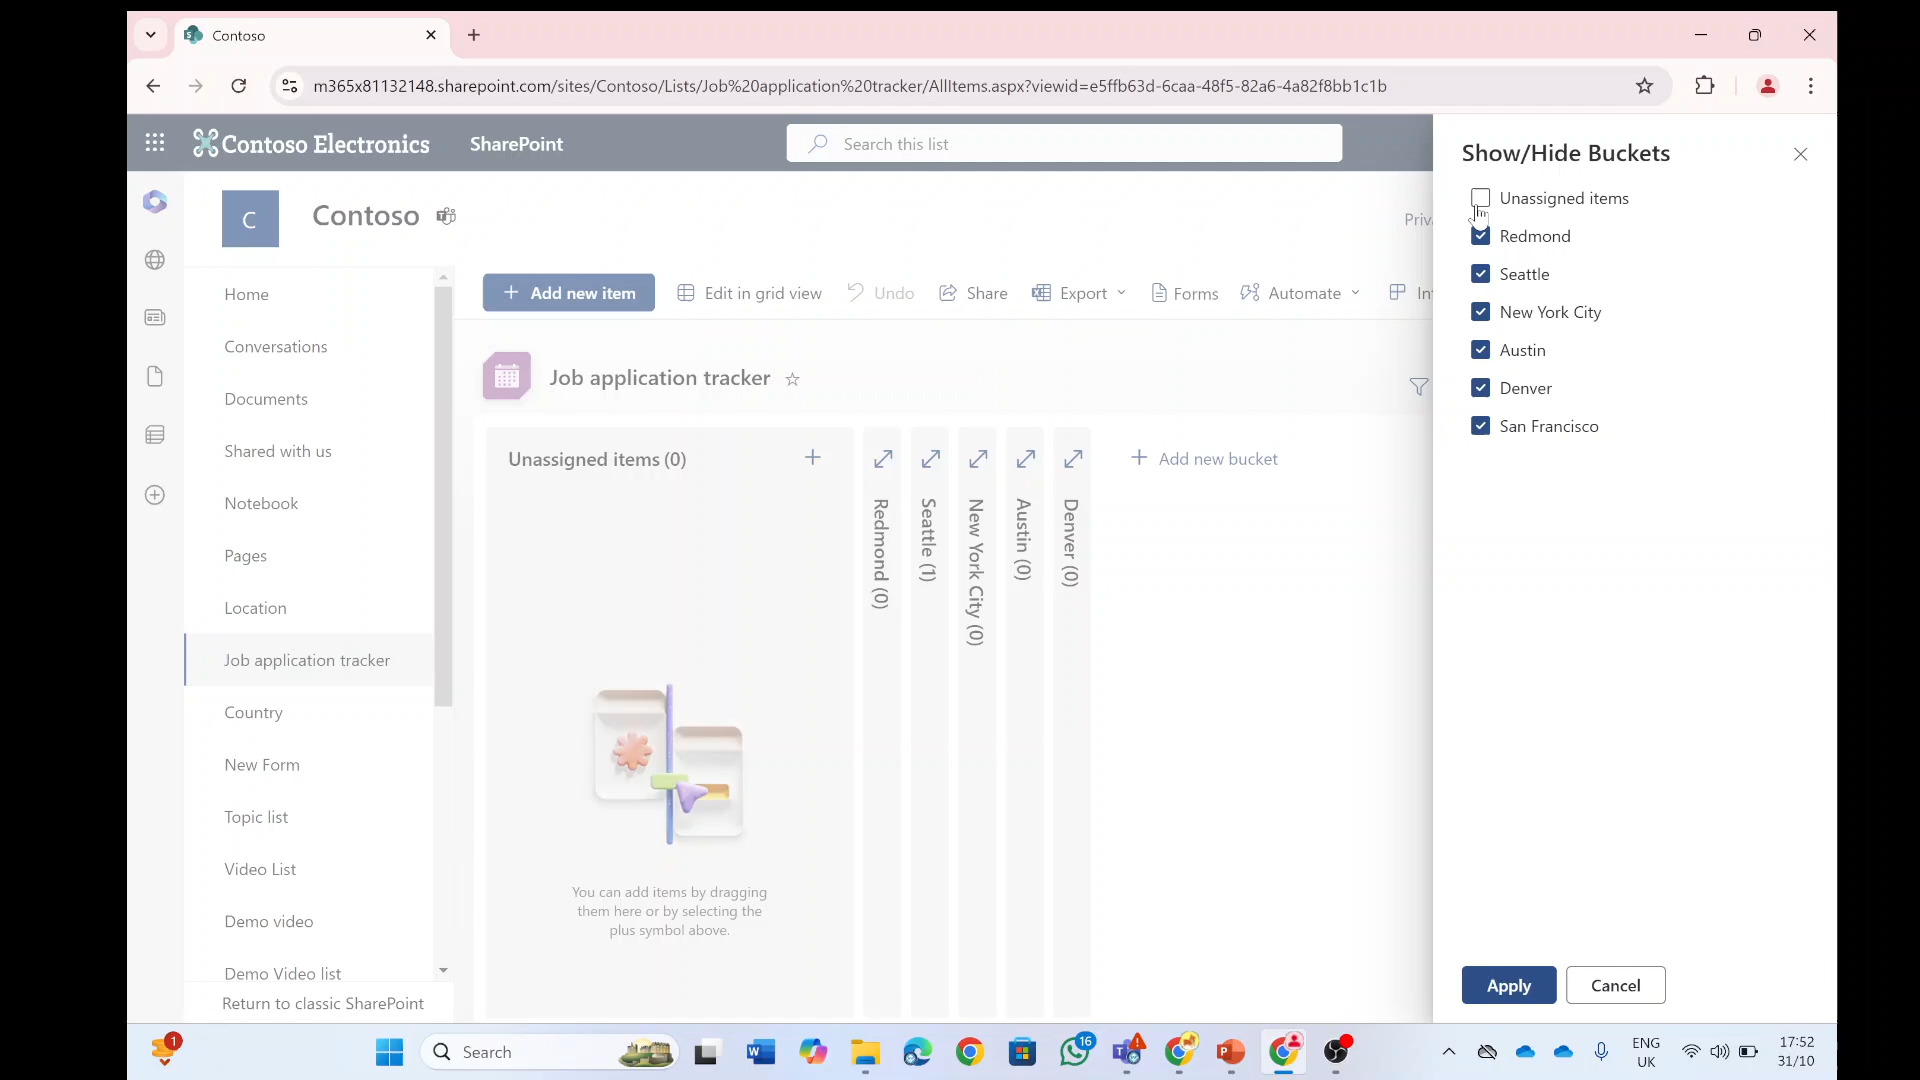 Contoso
m365x81132148.sharepoint.com/sites/Contoso/Lists/Job%20application%20tracker/AllItems.aspx?viewid=e5ffb63d-6caa-48f5-82a6-4a82f8bb1c1b
Contoso Electronics
SharePoint
Search this list
C
Contoso
Priv
Home
Conversations
Documents
Shared with us
Notebook
Pages
Location
Job application tracker
Country
New Form
Topic list
Video List
Demo video
Demo Video list
Return to classic SharePoint
Add new item
Edit in grid view
Undo
Share
Export
Forms
Automate
Int
Job application tracker
Unassigned items (0)
You can add items by dragging
them here or by selecting the
plus symbol above.
Redmond (0)
Seattle (1)
New York City (0)
Austin (0)
Denver (0)
Add new bucket
Show/Hide Buckets
Unassigned items
Redmond
Seattle
New York City
Austin
Denver
San Francisco
Apply
Cancel
1
Search
16
ENG
UK
17:52
31/10